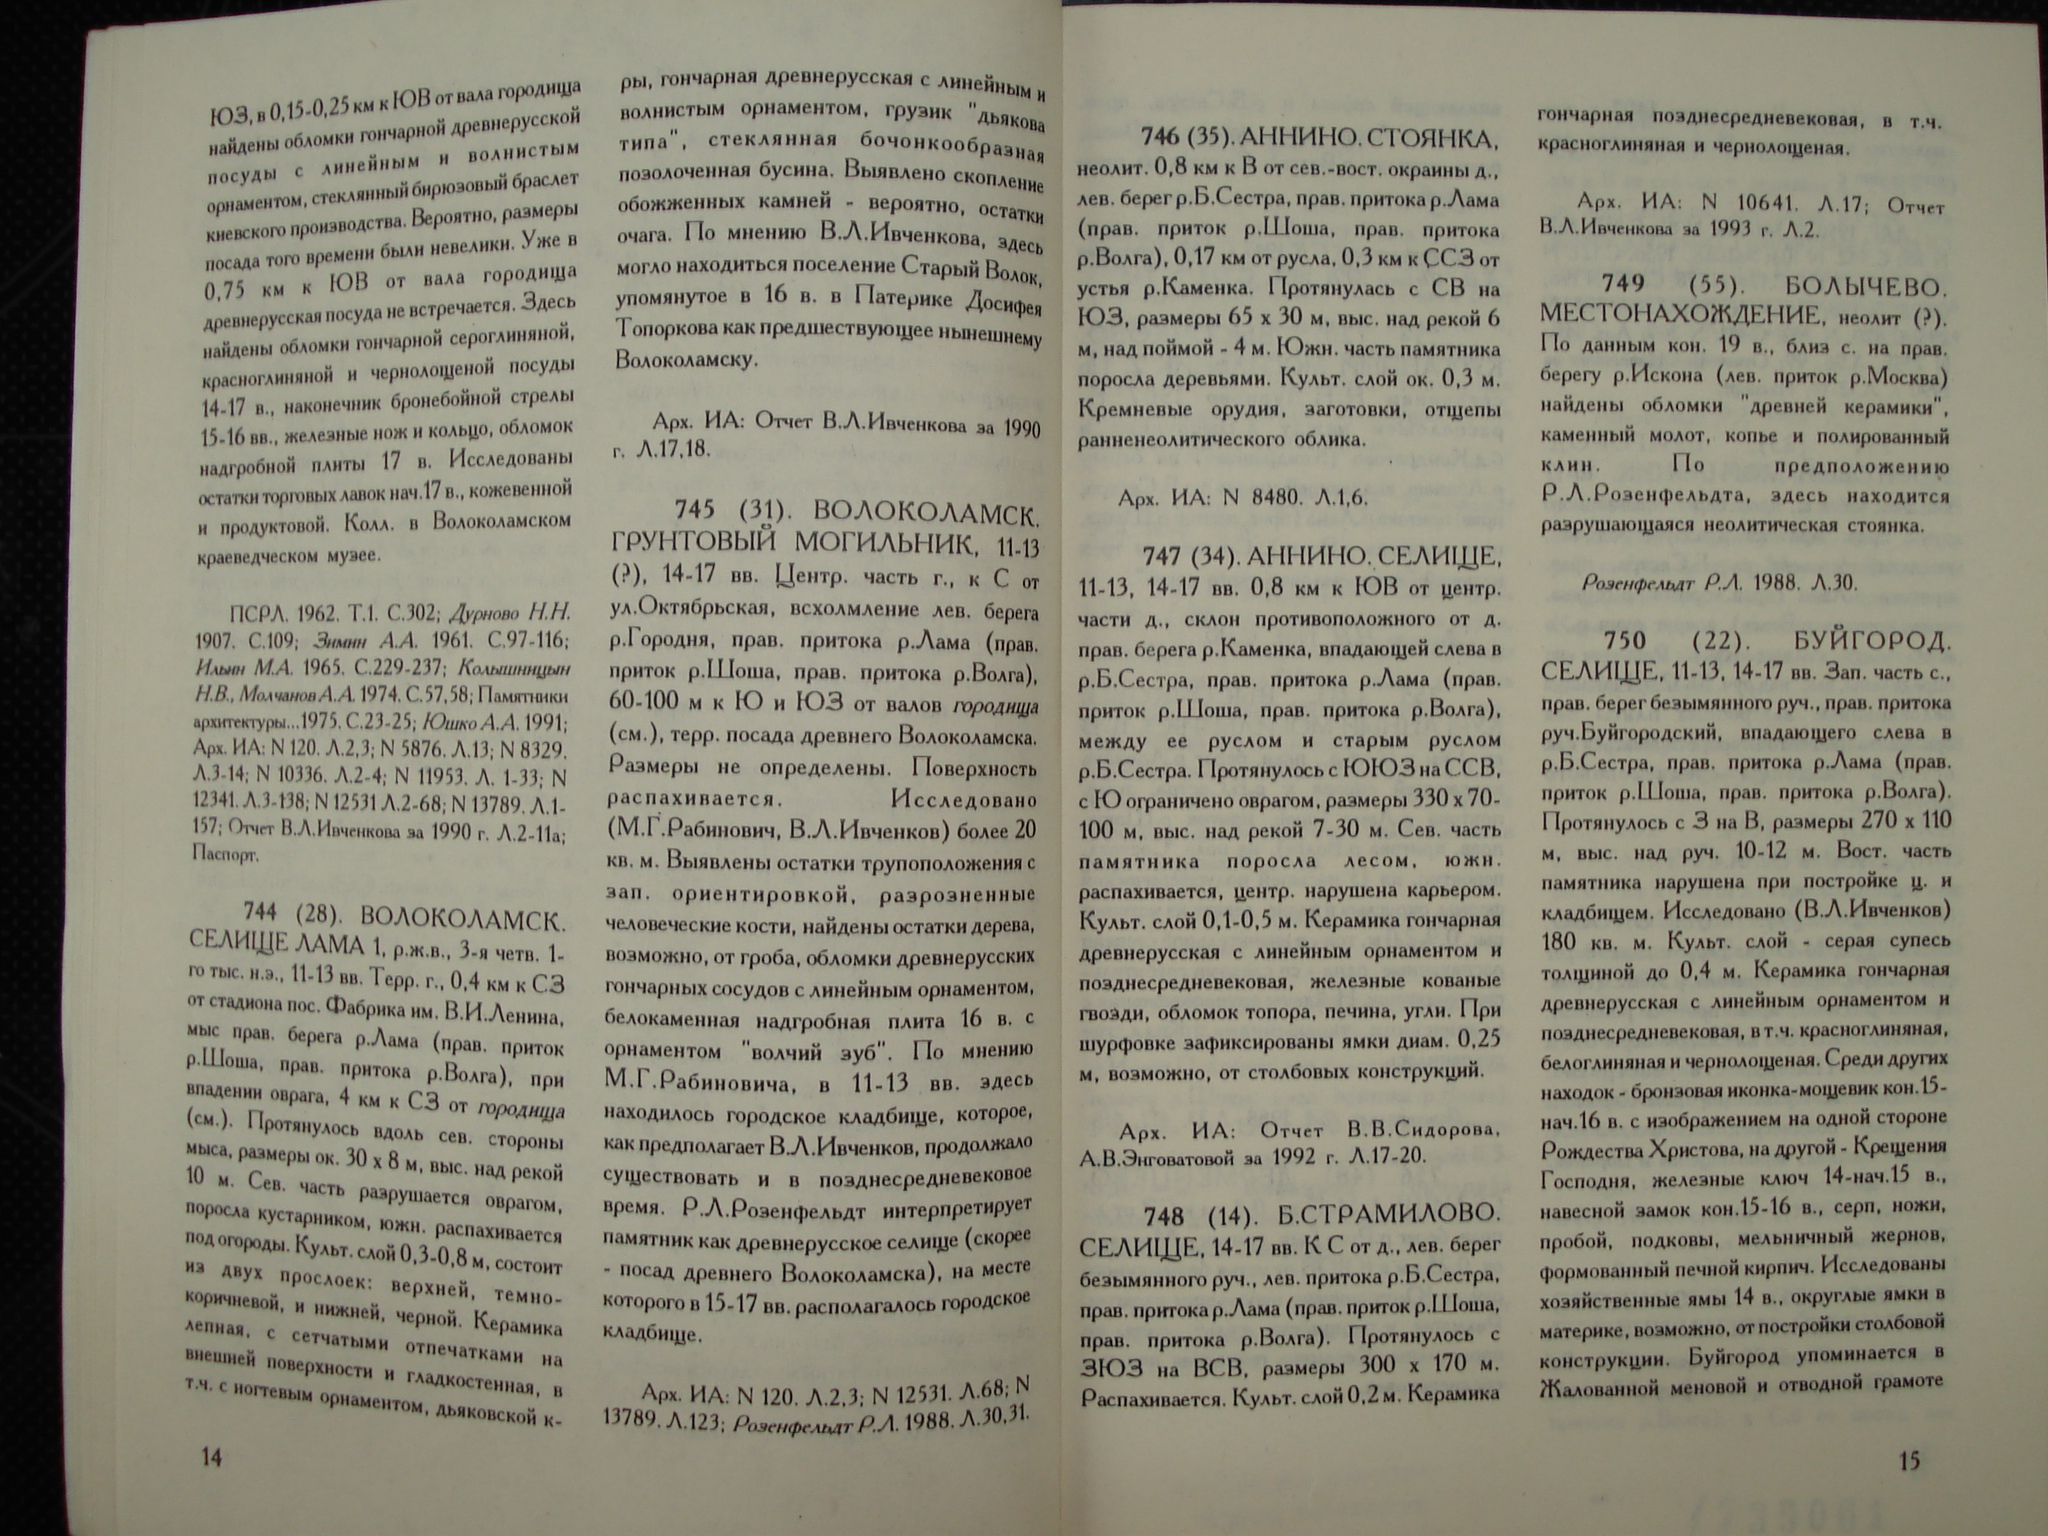 ЮЗ, в 0,15-0,25 км к ЮВ от вала городища
найдены обломки гончарной древнерусской
посуды с линейным и волнистым
орнаментом, стеклянный бирюзовый браслет
киевского производства. Вероятно, размеры
посада того времени были невелики. Уже в
0,75 км к ЮВ от вала городища
древнерусская посуда не встречается. Здесь
найдены обломки гончарной сероглиняной,
красноглиняной и чернолощеной посуды
14-17 в., наконечник бронебойной стрелы
15-16 вв., железные нож и кольцо, обломок
надгробной плиты 17 в. Исследованы
остатки торговых лавок нач.17 в., кожевенной
и продуктовой. Колл. в Волоколамском
краеведческом музее.
ПСРЛ. 1962. Т.1. С.302; Дурново Н.Н.
1907. С.109; Зимин А.А. 1961. С.97-116;
Ильин М.А. 1965. С.229-237; Колышницын
Н.В., Молчанов А.А. 1974. С.57,58; Памятники
архитектуры...1975. С.23-25; Юшко А.А. 1991;
Арх. ИА: N 120. Л.2,3; N 5876. Л.13; N 8329.
Л.3-14; N 10336. Л.2-4; N 11953. Л. 1-33; N
12341. Л.3-138; N 12531 Л.2-68; N 13789. Л.1-
157; Отчет В.Л.Ивченкова за 1990 г. Л.2-11а;
Паспорт.
744 (28). ВОЛОКОЛАМСК.
СЕЛИЩЕ ЛАМА 1, р.ж.в., 3-я четв. 1-
го тыс. н.э., 11-13 вв. Терр. г., 0,4 км к СЗ
от стадиона пос. Фабрика им. В.И.Ленина,
мыс прав. берега р.Лама (прав. приток
р.Шоша, прав. притока р.Волга), при
впадении оврага, 4 км к СЗ от городища
(см.). Протянулось вдоль сев. стороны
мыса, размеры ок. 30 х 8 м, выс. над рекой
10 м. Сев. часть разрушается оврагом,
поросла кустарником, южн. распахивается
под огороды. Культ. слой 0,3-0,8 м, состоит
из двух прослоек: верхней, темно-
коричневой, и нижней, черной. Керамика
лепная, с сетчатыми отпечатками на
внешней поверхности и гладкостенная, в
т.ч. с ногтевым орнаментом, дьяковской к-
14
ры, гончарная древнерусская с линейным и
волнистым орнаментом, грузик "дьякова
типа", стеклянная бочонкообразная
позолоченная бусина. Выявлено скопление
обожженных камней - вероятно, остатки
очага. По мнению В.Л.Ивченкова, здесь
могло находиться поселение Старый Волок,
упомянутое в 16 в. в Патерике Досифея
Топоркова как предшествующее нынешнему
Волоколамску.
Арх. ИА: Отчет В.Л.Ивченкова за 1990
г. Л.17,18.
745 (31). ВОЛОКОЛАМСК.
ГРУНТОВЫЙ МОГИЛЬНИК, 11-13
(?), 14-17 вв. Центр. часть г., к С от
ул.Октябрьская, всхолмление лев. берега
р.Городня, прав. притока р.Лама (прав.
приток р.Шоша, прав. притока р.Волга),
60-100 м к Ю и ЮЗ от валов городища
(см.), терр. посада древнего Волоколамска.
Размеры не определены. Поверхность
распахивается. Исследовано
(М.Г.Рабинович, В.Л.Ивченков) более 20
кв. м. Выявлены остатки трупоположения с
зап. ориентировкой, разрозненные
человеческие кости, найдены остатки дерева,
возможно, от гроба, обломки древнерусских
гончарных сосудов с линейным орнаментом,
белокаменная надгробная плита 16 в. с
орнаментом "волчий зуб". По мнению
М.Г.Рабиновича, в 11-13 вв. здесь
находилось городское кладбище, которое,
как предполагает В.Л.Ивченков, продолжало
существовать и в позднесредневековое
время. Р.Л.Розенфельдт интерпретирует
памятник как древнерусское селище (скорее
- посад древнего Волоколамска), на месте
которого в 15-17 вв. располагалось городское
кладбище.
Арх. ИА: N 120. Л.2,3; N 12531. Л.68; N
13789. Л.123; Розенфельдт Р.Л. 1988. Л.30,31.
746 (35). АННИНО. СТОЯНКА,
неолит. 0,8 км к В от сев.-вост. окраины д.,
лев. берег р.Б.Сестра, прав. притока р.Лама
(прав. приток р.Шоша, прав. притока
р.Волга), 0,17 км от русла, 0,3 км к ССЗ от
устья р.Каменка. Протянулась с СВ на
ЮЗ, размеры 65 х 30 м, выс. над рекой 6
м, над поймой - 4 м. Южн. часть памятника
поросла деревьями. Культ. слой ок. 0,3 м.
Кремневые орудия, заготовки, отщепы
ранненеолитического облика.
Арх. ИА: N 8480. Л.1,6.
747 (34). АННИНО. СЕЛИЩЕ,
11-13, 14-17 вв. 0,8 км к ЮВ от центр.
части д., склон противоположного от д.
прав. берега р.Каменка, впадающей слева в
р.Б.Сестра, прав. притока р.Лама (прав.
приток р.Шоша, прав. притока р.Волга),
между ее руслом и старым руслом
р.Б.Сестра. Протянулось с ЮЮЗ на ССВ,
с Ю ограничено оврагом, размеры 330 х 70-
100 м, выс. над рекой 7-30 м. Сев. часть
памятника поросла лесом, южн.
распахивается, центр. нарушена карьером.
Культ. слой 0,1-0,5 м. Керамика гончарная
древнерусская с линейным орнаментом и
позднесредневековая, железные кованые
гвозди, обломок топора, печина, угли. При
шурфовке зафиксированы ямки диам. 0,25
м, возможно, от столбовых конструкций.
Арх. ИА: Отчет В.В.Сидорова,
А.В.Энговатовой за 1992 г. Л.17-20.
748 (14). Б.СТРАМИЛОВО.
СЕЛИЩЕ, 14-17 вв. К С от д., лев. берег
безымянного руч., лев. притока р.Б.Сестра,
прав. притока р.Лама (прав. приток р.Шоша,
прав. притока р.Волга). Протянулось с
ЗЮЗ на ВСВ, размеры 300 х 170 м.
Распахивается. Культ. слой 0,2 м. Керамика
гончарная позднесредневековая, в т.ч.
красноглиняная и чернолощеная.
Арх. ИА: N 10641. Л.17; Отчет
В.Л.Ивченкова за 1993 г. Л.2.
749 (55). БОЛЫЧЕВО.
МЕСТОНАХОЖДЕНИЕ, неолит (?).
По данным кон. 19 в., близ с. на прав.
берегу р.Искона (лев. приток р.Москва)
найдены обломки "древней керамики",
каменный молот, копье и полированный
клин. По предположению
Р.Л.Розенфельдта, здесь находится
разрушающаяся неолитическая стоянка.
Розенфельдт Р.Л. 1988. Л.30.
750 (22). БУЙГОРОД.
СЕЛИЩЕ, 11-13, 14-17 вв. Зап. часть с.,
прав. берег безымянного руч., прав. притока
руч.Буйгородский, впадающего слева в
р.Б.Сестра, прав. притока р.Лама (прав.
приток р.Шоша, прав. притока р.Волга).
Протянулось с З на В, размеры 270 х 110
м, выс. над руч. 10-12 м. Вост. часть
памятника нарушена при постройке ц. и
кладбищем. Исследовано (В.Л.Ивченков)
180 кв. м. Культ. слой - серая супесь
толщиной до 0,4 м. Керамика гончарная
древнерусская с линейным орнаментом и
позднесредневековая, в т.ч. красноглиняная,
белоглиняная и чернолощеная. Среди других
находок - бронзовая иконка-мощевик кон.15-
нач.16 в. с изображением на одной стороне
Рождества Христова, на другой - Крещения
Господня, железные ключ 14-нач.15 в.,
навесной замок кон.15-16 в., серп, ножи,
пробой, подковы, мельничный жернов,
формованный печной кирпич. Исследованы
хозяйственные ямы 14 в., округлые ямки в
материке, возможно, от постройки столбовой
конструкции. Буйгород упоминается в
Жалованной меновой и отводной грамоте
15